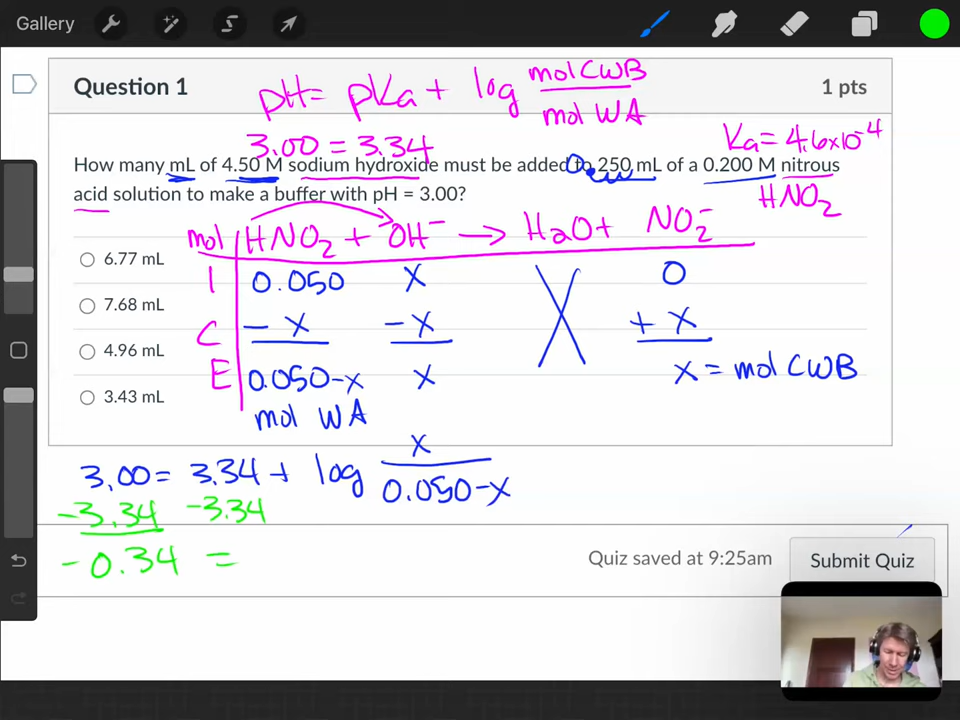 Gallery
Question 1
1 pts
pH= pKa + log mol CWB / mol WA
3.00 = 3.34
Ka = 4.6x10⁻⁴
How many mL of 4.50 M sodium hydroxide must be added to 250 mL of a 0.200 M nitrous
acid solution to make a buffer with pH = 3.00?
HNO₂
mol HNO₂ + OH⁻ → H₂O + NO₂⁻
6.77 mL
I 0.050 x 0
7.68 mL
C - x - x + x
4.96 mL
E 0.050-x x x = mol CWB
3.43 mL
mol WA
3.00 = 3.34 + log x / 0.050-x
-3.34 -3.34
-0.34 =
Quiz saved at 9:25am
Submit Quiz